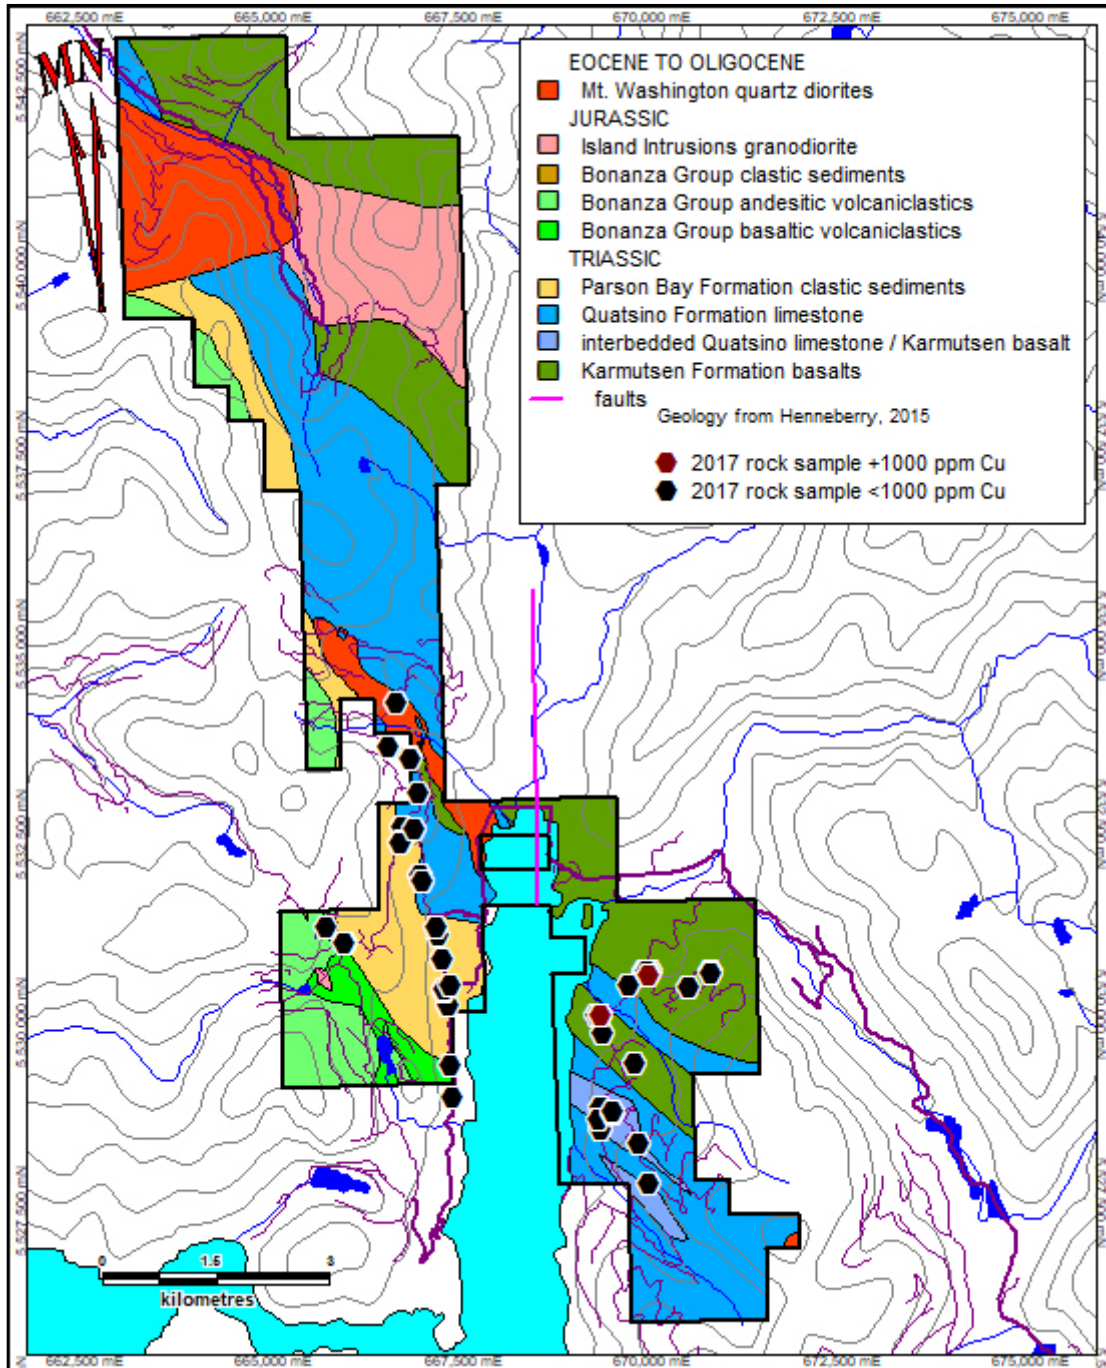 662,500 mE 665,000 mE 667,500 mE 670,000 mE 672,500 mE 675,000 mE
MN
EOCENE TO OLIGOCENE
Mt. Washington quartz diorites
JURASSIC
Island Intrusions granodiorite
Bonanza Group clastic sediments
Bonanza Group andesitic volcaniclastics
Bonanza Group basaltic volcaniclastics
TRIASSIC
Parson Bay Formation clastic sediments
Quatsino Formation limestone
interbedded Quatsino limestone / Karmutsen basalt
Karmutsen Formation basalts
faults
Geology from Henneberry, 2015
2017 rock sample +1000 ppm Cu
2017 rock sample <1000 ppm Cu
5,542,500 mN
5,540,000 mN
5,537,500 mN
5,535,000 mN
5,532,500 mN
5,530,000 mN
5,527,500 mN
0 1.5 3
kilometres
662,500 mE 665,000 mE 667,500 mE 670,000 mE 672,500 mE 675,000 mE